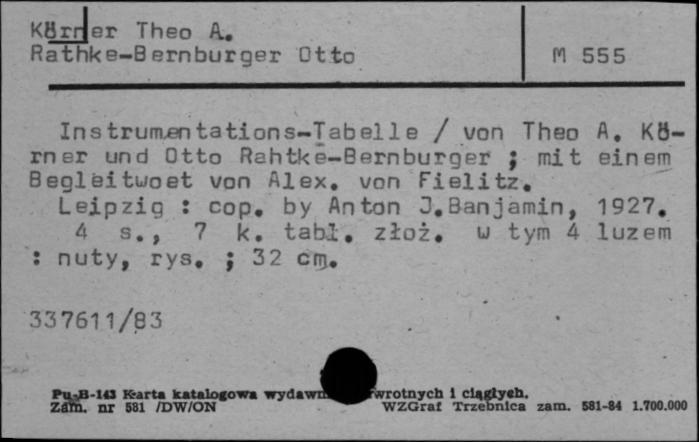 Körner Theo A.
Rathke-Bernburger Otto
M 555
Instrumentations-Tabelle / von Theo A. Kö-
rner und Otto Rahtke-Bernburger ; mit einem
Begleitwoet von Alex. von Fielitz.
Leipzig : cop. by Anton J.Banjamin, 1927.
4 s., 7 k. tabl. złoż. w tym 4 luzem
: nuty, rys. ; 32 cm.
337611/83
Pu-B-143 Karta katalogowa wrotnych i ciągłych.
Zam. nr 581 /DW/ON WZGraf Trzebnica zam. 581-84 1.700.000